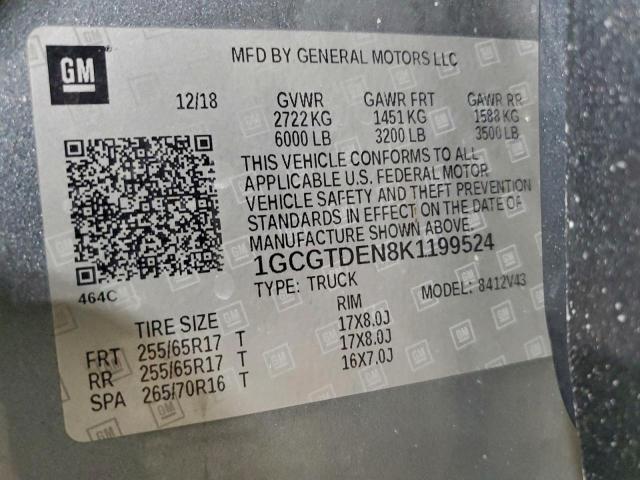 GM
MFD BY GENERAL MOTORS LLC
12/18 GVWR GAWR FRT GAWR RR
2722 KG 1451 KG 1588 KG
6000 LB 3200 LB 3500 LB
THIS VEHICLE CONFORMS TO ALL
APPLICABLE U.S. FEDERAL MOTOR
VEHICLE SAFETY AND THEFT PREVENTION
STANDARDS IN EFFECT ON THE DATE OF
MANUFACTURE SHOWN ABOVE.
1GCGTDEN8K1199524
464C
TYPE: TRUCK MODEL: 8412V43
TIRE SIZE RIM
FRT 255/65R17 T 17X8.0J
RR 255/65R17 T 17X8.0J
SPA 265/70R16 T 16X7.0J